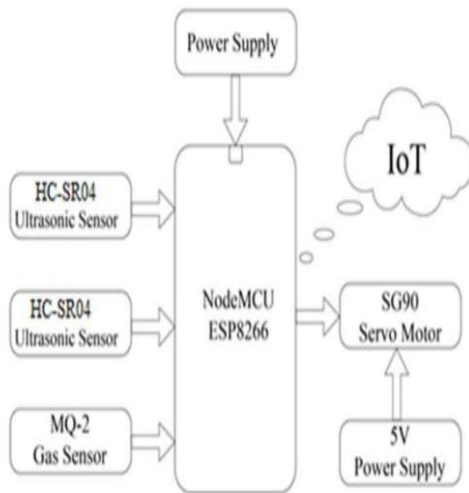 Power Supply
IoT
HC-SR04
Ultrasonic Sensor
HC-SR04
Ultrasonic Sensor
NodeMCU
ESP8266
SG90
Servo Motor
MQ-2
Gas Sensor
5V
Power Supply